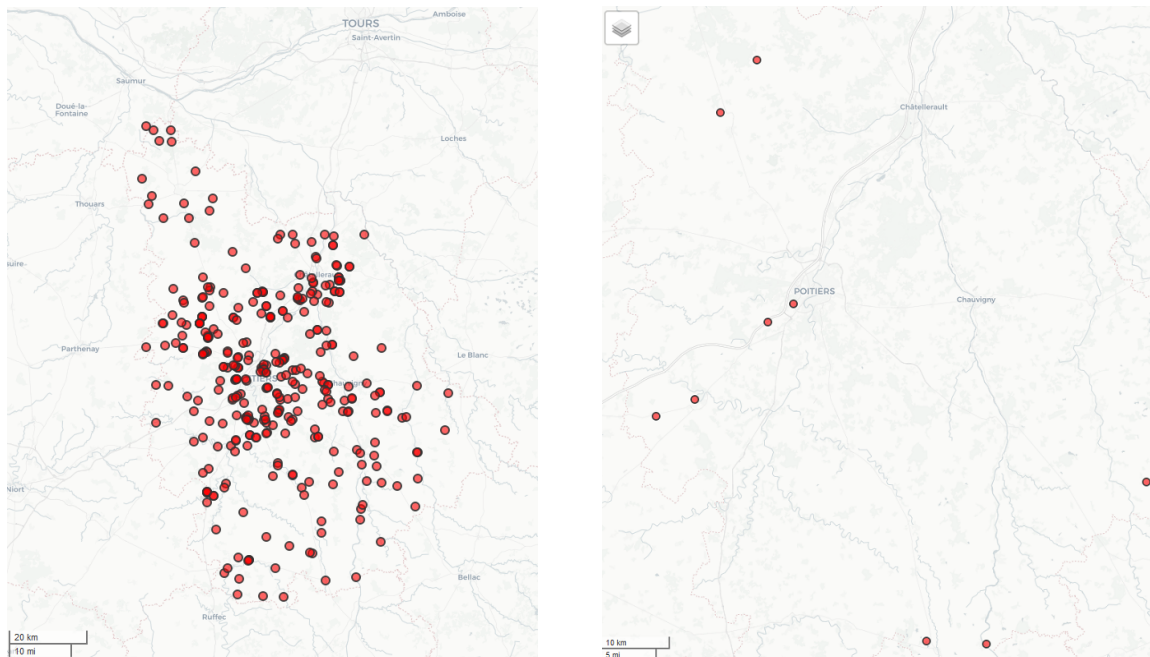 TOURS
Amboise
Saint-Avertin
Saumur
Doué-la-
Fontaine
Loches
Thouars
Parthenay
Le Blanc
Niort
Bellac
Ruffec
20 km
10 mi
Châtellerault
POITIERS
Chauvigny
10 km
5 mi